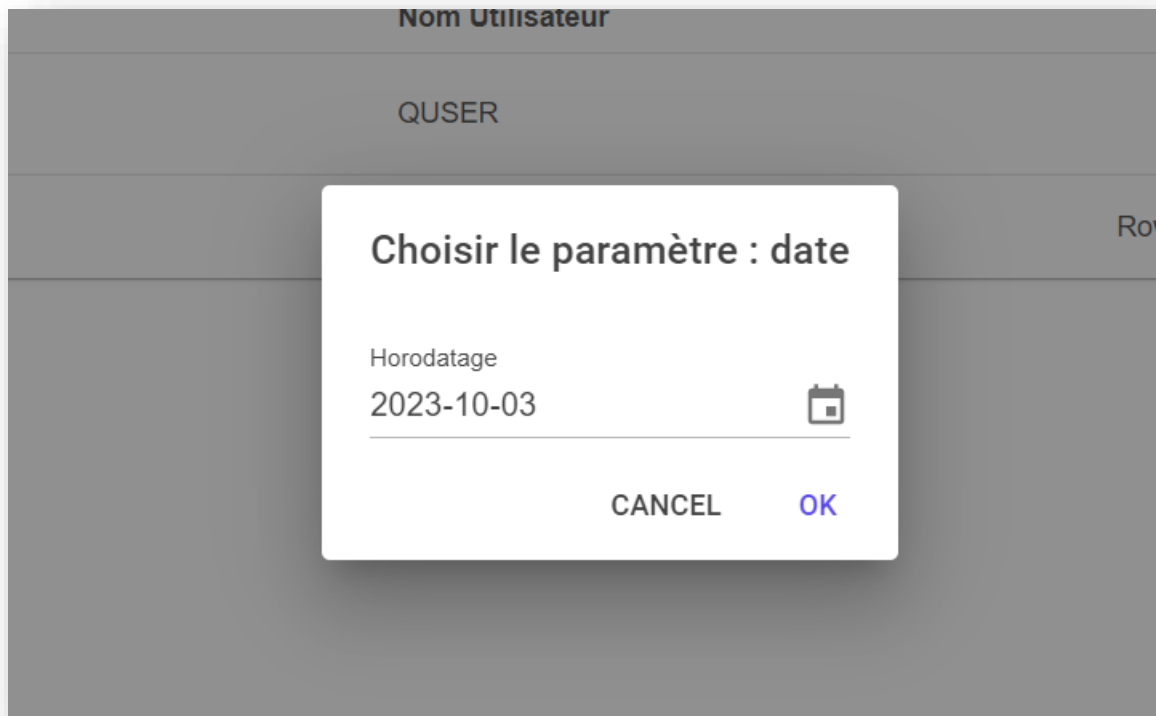 Nom Utilisateur
QUSER
Choisir le paramètre : date
Horodatage
2023-10-03
CANCEL OK